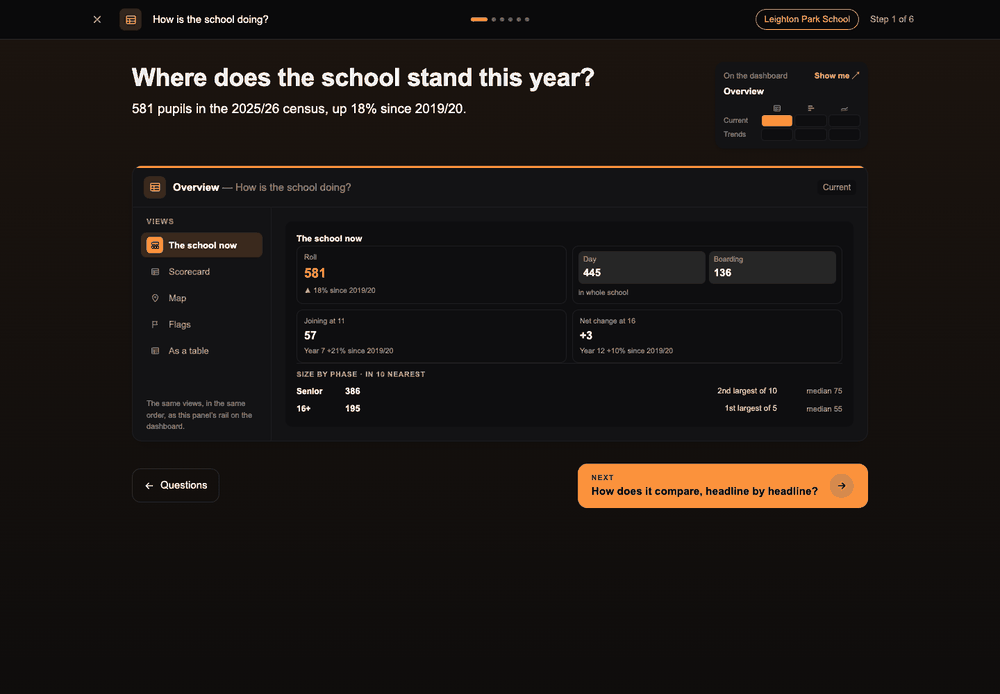 How is the school doing?
Leighton Park School
Step 1 of 6
Where does the school stand this year?
581 pupils in the 2025/26 census, up 18% since 2019/20.
On the dashboard
Show me
Overview
Current
Trends
Overview — How is the school doing?
Current
VIEWS
The school now
Scorecard
Map
Flags
As a table
The same views, in the same
order, as this panel's rail on the
dashboard.
The school now
Roll
581
▲ 18% since 2019/20
Day
445
Boarding
136
in whole school
Joining at 11
57
Year 7 +21% since 2019/20
Net change at 16
+3
Year 12 +10% since 2019/20
SIZE BY PHASE · IN 10 NEAREST
Senior 386 2nd largest of 10 median 75
16+ 195 1st largest of 5 median 55
← Questions
NEXT
How does it compare, headline by headline? →